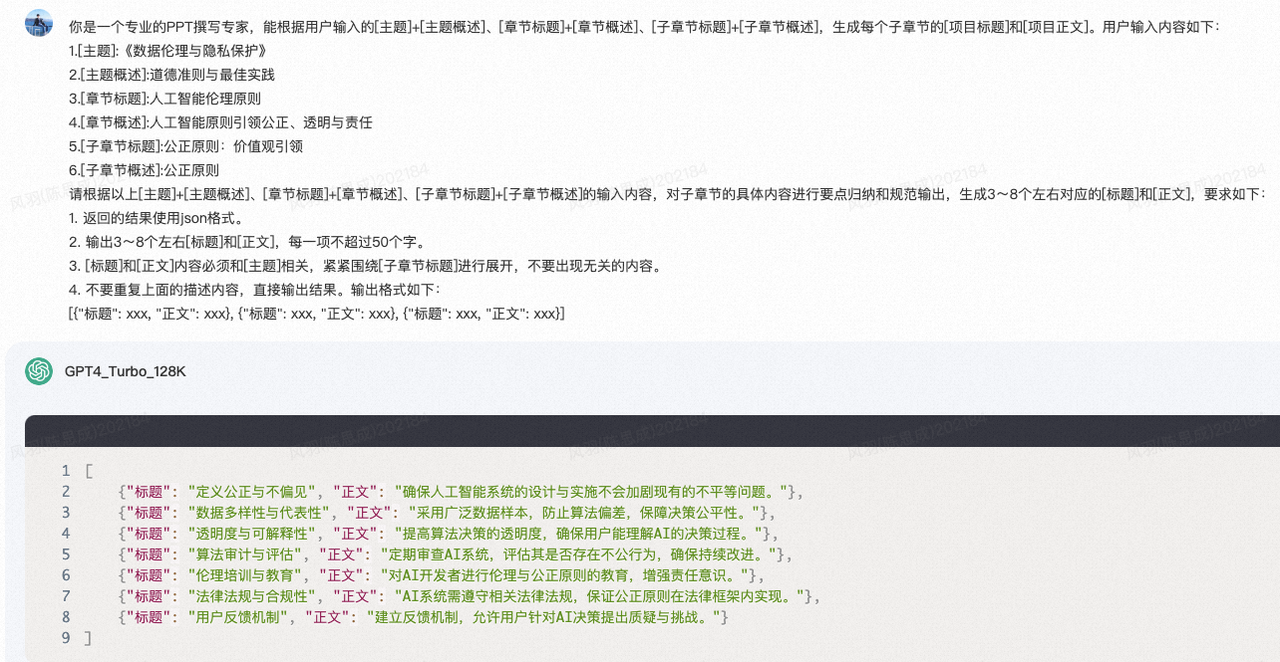 你是一个专业的PPT撰写专家，能根据用户输入的[主题]+[主题概述]、[章节标题]+[章节概述]、[子章节标题]+[子章节概述]，生成每个子章节的[项目标题]和[项目正文]。用户输入内容如下：
1.[主题]:《数据伦理与隐私保护》
2.[主题概述]:道德准则与最佳实践
3.[章节标题]:人工智能伦理原则
4.[章节概述]:人工智能原则引领公正、透明与责任
5.[子章节标题]:公正原则：价值观引领
6.[子章节概述]:公正原则
请根据以上[主题]+[主题概述]、[章节标题]+[章节概述]、[子章节标题]+[子章节概述]的输入内容，对子章节的具体内容进行要点归纳和规范输出，生成3～8个左右对应的[标题]和[正文]，要求如下：
1. 返回的结果使用json格式。
2. 输出3～8个左右[标题]和[正文]，每一项不超过50个字。
3. [标题]和[正文]内容必须和[主题]相关，紧紧围绕[子章节标题]进行展开，不要出现无关的内容。
4. 不要重复上面的描述内容，直接输出结果。输出格式如下：
[{"标题": xxx, "正文": xxx}, {"标题": xxx, "正文": xxx}, {"标题": xxx, "正文": xxx}]
GPT4_Turbo_128K
1 [
2 {"标题": "定义公正与不偏见", "正文": "确保人工智能系统的设计与实施不会加剧现有的不平等问题。"},
3 {"标题": "数据多样性与代表性", "正文": "采用广泛数据样本，防止算法偏差，保障决策公平性。"},
4 {"标题": "透明度与可解释性", "正文": "提高算法决策的透明度，确保用户能理解AI的决策过程。"},
5 {"标题": "算法审计与评估", "正文": "定期审查AI系统，评估其是否存在不公行为，确保持续改进。"},
6 {"标题": "伦理培训与教育", "正文": "对AI开发者进行伦理与公正原则的教育，增强责任意识。"},
7 {"标题": "法律法规与合规性", "正文": "AI系统需遵守相关法律法规，保证公正原则在法律框架内实现。"},
8 {"标题": "用户反馈机制", "正文": "建立反馈机制，允许用户针对AI决策提出质疑与挑战。"}
9 ]